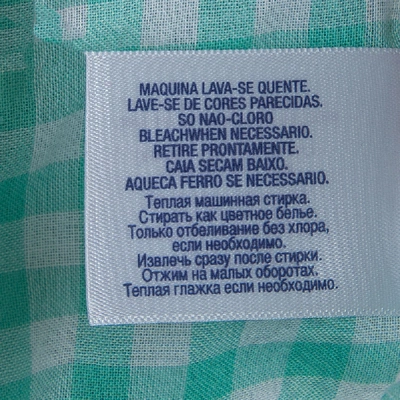 MAQUINA LAVA-SE QUENTE.
LAVE-SE DE CORES PARECIDAS.
SO NAO-CLORO
BLEACHWHEN NECESSARIO.
RETIRE PRONTAMENTE.
CAIA SECAM BAIXO.
AQUECA FERRO SE NECESSARIO.
Теплая машинная стирка.
Стирать как цветное белье.
Только отбеливание без хлора,
если необходимо.
Извлечь сразу после стирки.
Отжим на малых оборотах.
Теплая глажка если необходимо.